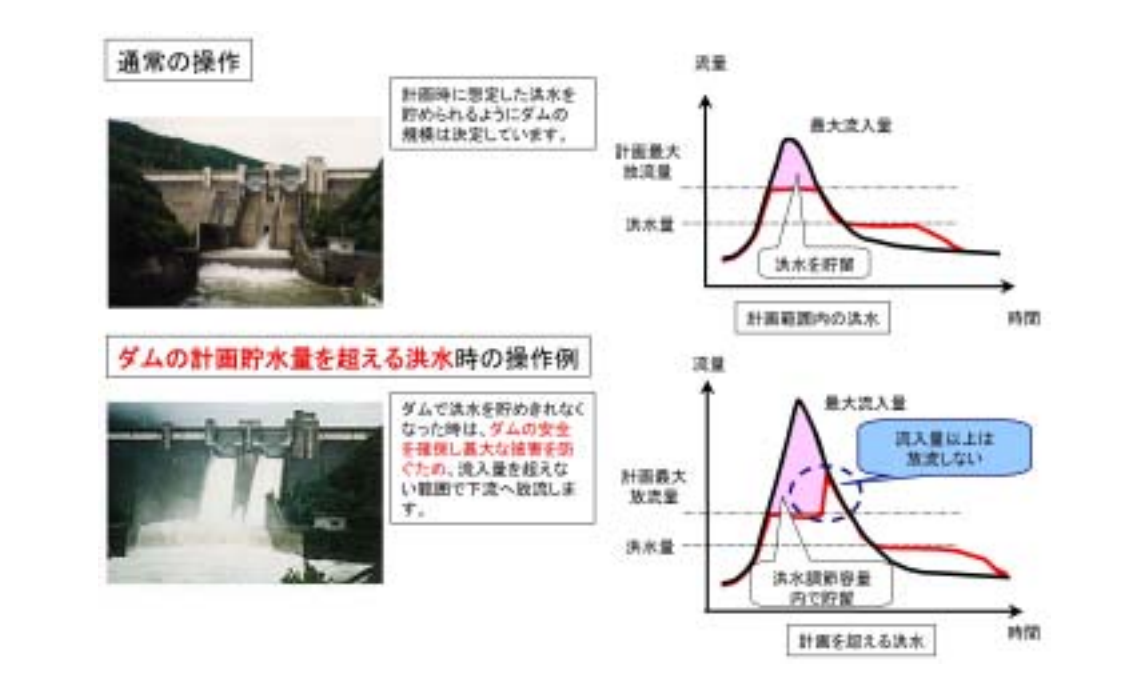 通常の操作
計画時に想定した洪水を
貯められるようにダムの
規模は決定しています。
流量
最大流入量
計画最大
放流量
洪水量
洪水を貯留
時間
計画範囲内の洪水
ダムの計画貯水量を超える洪水時の操作例
ダムで洪水を貯めきれなく
なった時は、ダムの安全
を確保し甚大な被害を防
ぐため、流入量を超えな
い範囲で下流へ放流しま
す。
流量
最大流入量
流入量以上は
放流しない
計画最大
放流量
洪水量
洪水調節容量
内で貯留
時間
計画を超える洪水